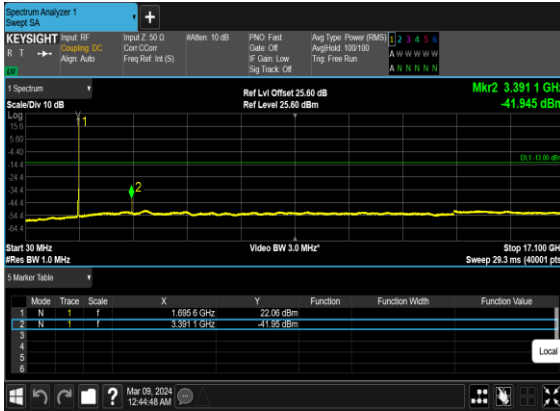 Spectrum Analyzer 1
Swept SA
+
KEYSIGHT
R T
LV
Input: RF
Coupling: DC
Align: Auto
Input Z: 50 Ω
Corr CCorr
Freq Ref: Int (S)
#Atten: 10 dB
PNO: Fast
Gate: Off
IF Gain: Low
Sig Track: Off
Avg Type: Power (RMS)
Avg|Hold: 100/100
Trig: Free Run
1 2 3 4 5 6
A W W W W W
A N N N N N
1 Spectrum
Scale/Div 10 dB
Ref Lvl Offset 25.60 dB
Ref Level 25.60 dBm
Mkr2 3.391 1 GHz
-41.945 dBm
Log
15.6
5.60
-4.40
-14.4
-24.4
-34.4
-44.4
-54.4
-64.4
1
2
DL1 -13.00 dBm
Start 30 MHz
#Res BW 1.0 MHz
Video BW 3.0 MHz*
Stop 17.100 GH
Sweep 29.3 ms (40001 pts
5 Marker Table
Mode Trace Scale X Y Function Function Width Function Value
1 N 1 f 1.695 6 GHz 22.06 dBm
2 N 1 f 3.391 1 GHz -41.95 dBm
3
4
5
6
Local
?
Mar 09, 2024
12:44:48 AM